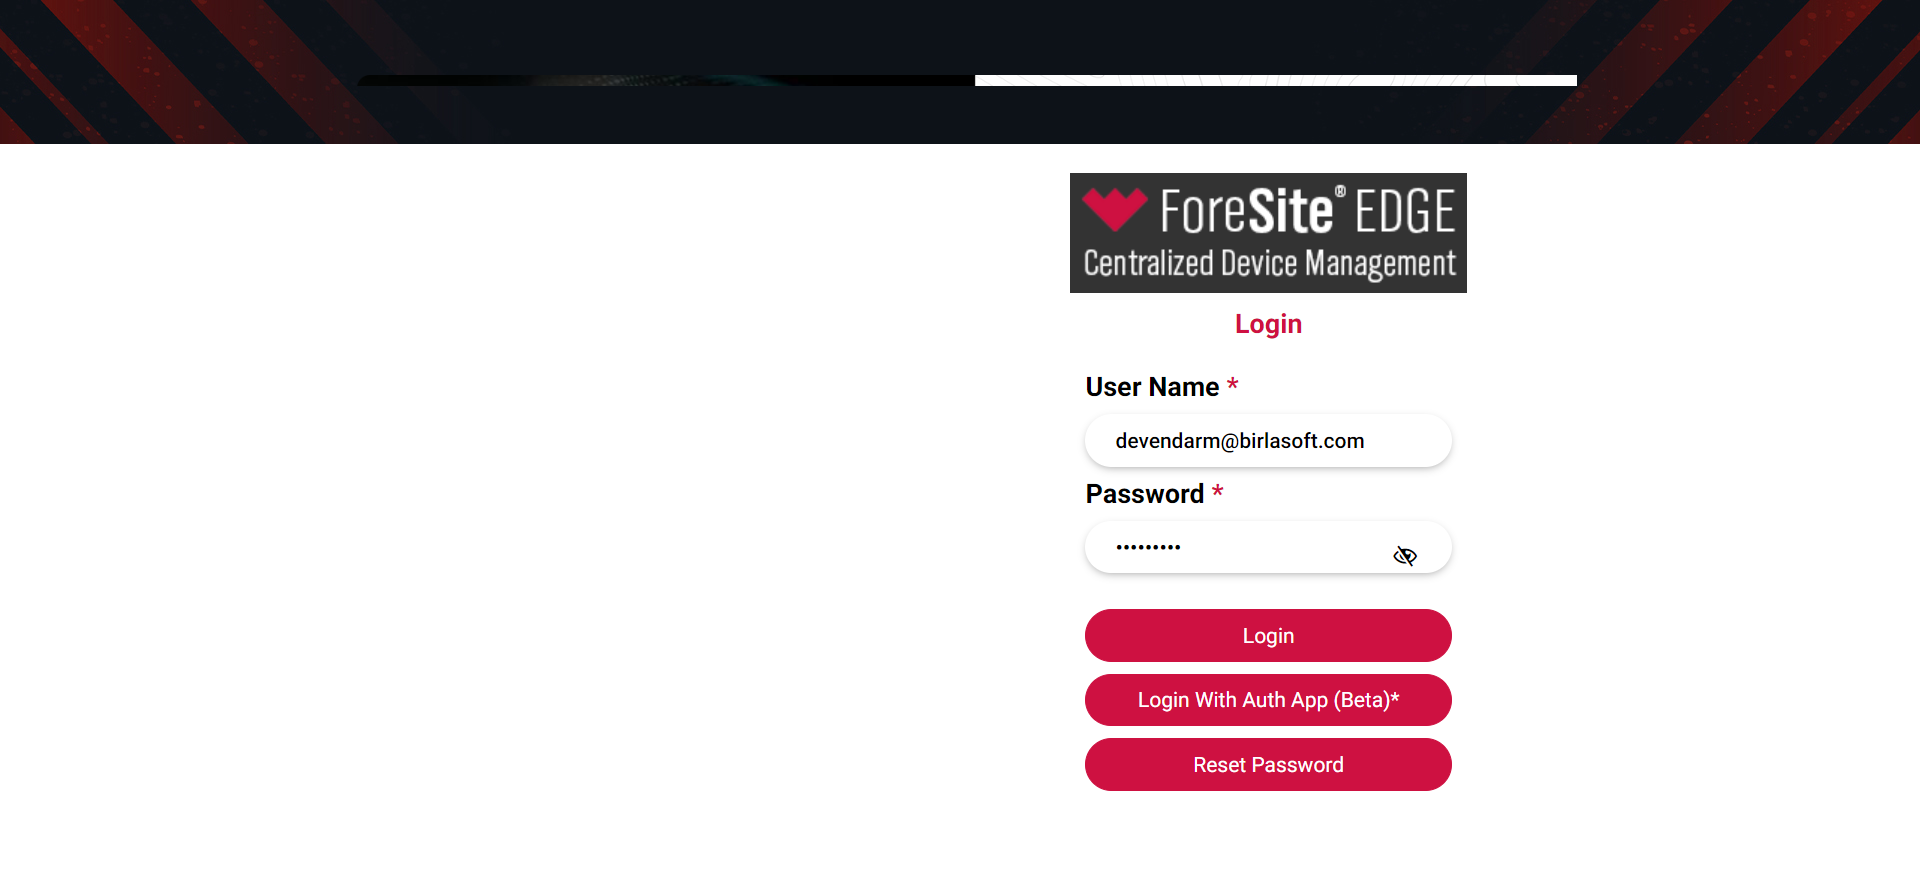 ForeSite® EDGE
Centralized Device Management
Login
User Name *
devendarm@birlasoft.com
Password *
•••••••••
Login
Login With Auth App (Beta)*
Reset Password